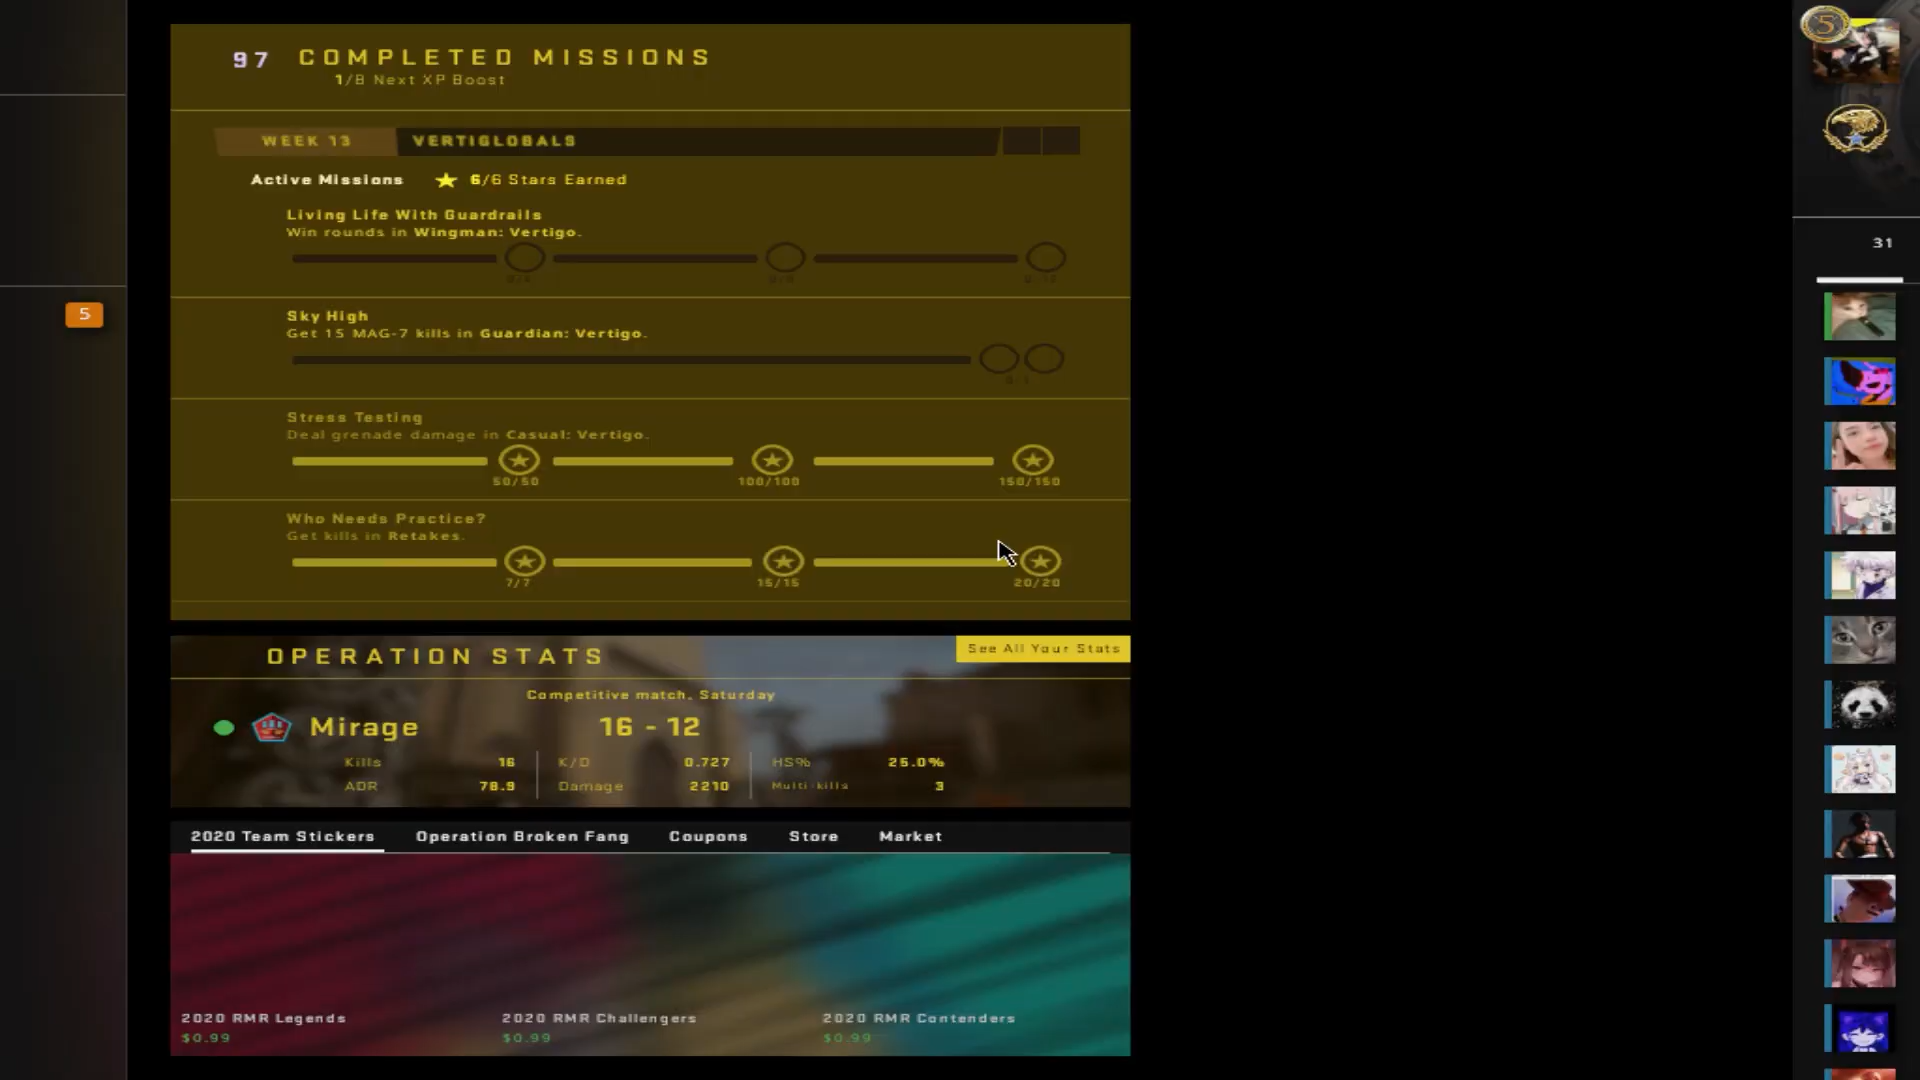 97 COMPLETED MISSIONS
1/8 Next XP Boost
WEEK 13 VERTIGLOBALS
Active Missions 6/6 Stars Earned
Living Life With Guardrails
Win rounds in Wingman: Vertigo.
Sky High
Get 15 MAG-7 kills in Guardian: Vertigo.
Stress Testing
Deal grenade damage in Casual: Vertigo.
50/50 100/100 150/150
Who Needs Practice?
Get kills in Retakes.
7/7 15/15 20/20
OPERATION STATS See All Your Stats
Competitive match, Saturday
Mirage 16 - 12
Kills 16 K/D 0.727 HS% 25.0%
ADR 78.9 Damage 2210 Multi-kills 3
2020 Team Stickers Operation Broken Fang Coupons Store Market
2020 RMR Legends 2020 RMR Challengers 2020 RMR Contenders
$0.99 $0.99 $0.99
5
5
31